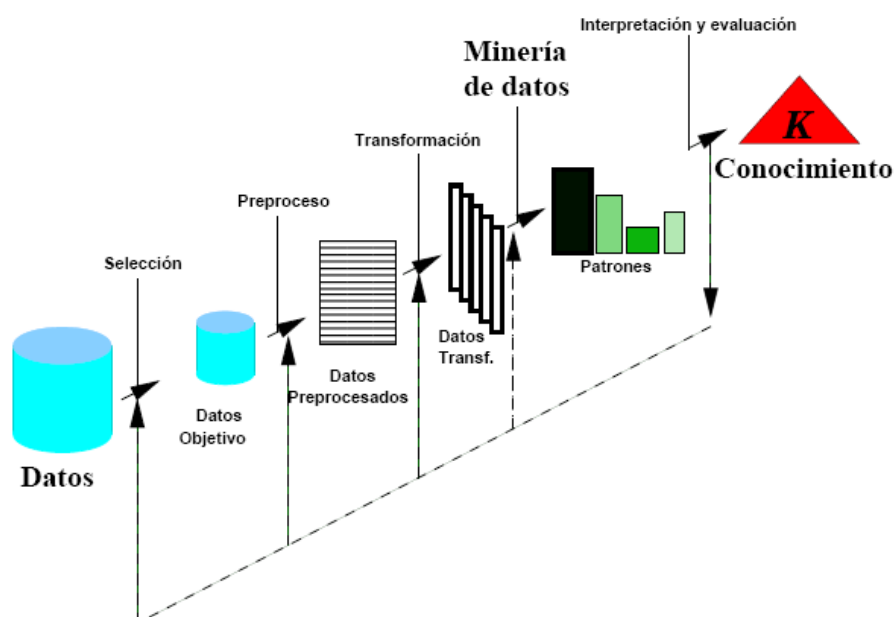 Interpretación y evaluación
Minería
de datos
Transformación
K
Conocimiento
Preproceso
Selección
Patrones
Datos
Transf.
Datos
Preprocesados
Datos
Objetivo
Datos